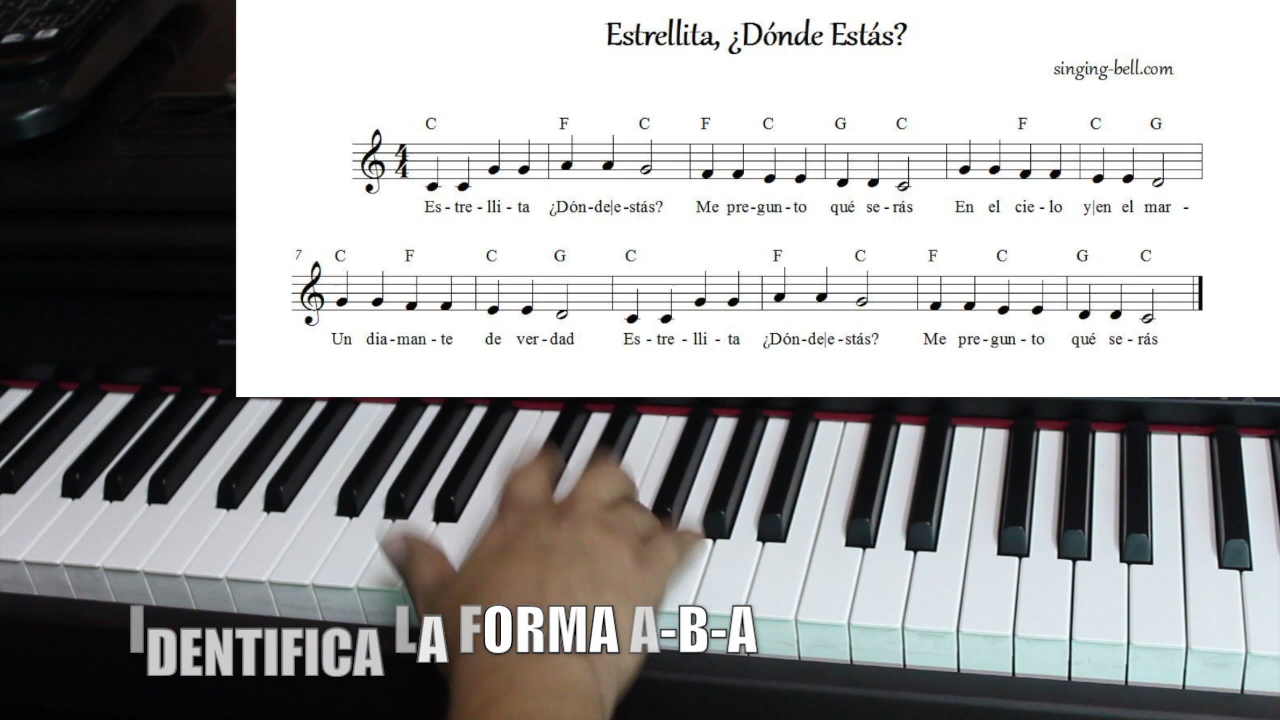 Estrellita, ¿Dónde Estás?
singing-bell.com
C F C F C G C F C G
4
4
Es - tre - lli - ta ¿Dón-de|e-stás? Me pre-gun-to qué se-rás En el cie-lo y|en el mar -
7 C F C G C F C F C G C
Un dia-man-te de ver-dad Es - tre - lli - ta ¿Dón-de|e-stás? Me pre-gun-to qué se-rás
IDENTIFICA LA FORMA A-B-A